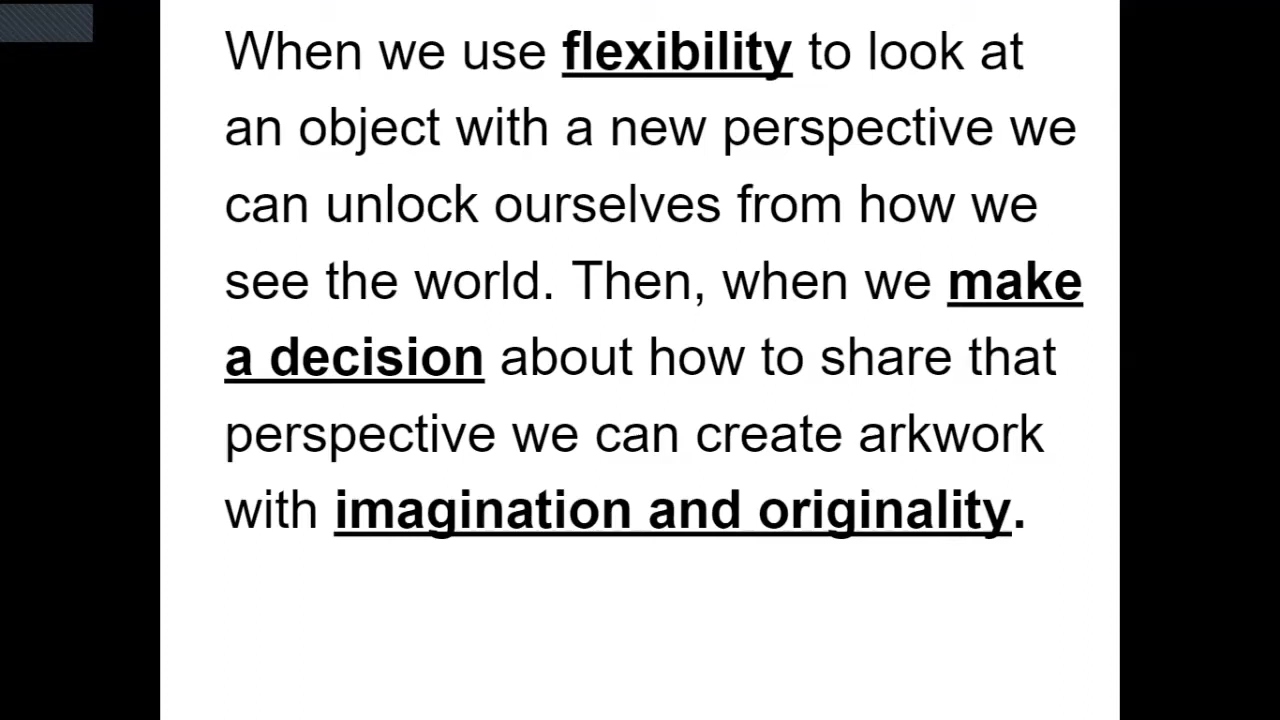 When we use flexibility to look at
an object with a new perspective we
can unlock ourselves from how we
see the world. Then, when we make
a decision about how to share that
perspective we can create arkwork
with imagination and originality.